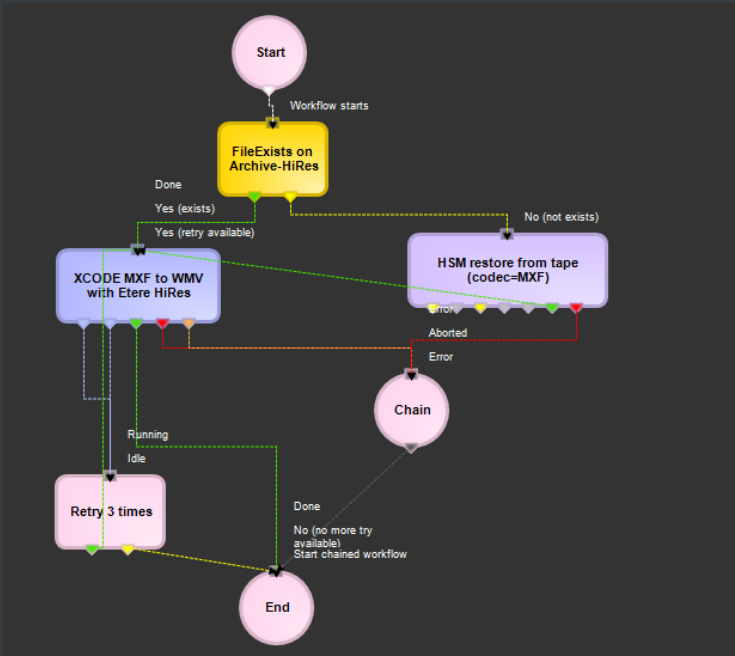 Start
Workflow starts
FileExists on
Archive-HiRes
Done
Yes (exists)
Yes (retry available)
No (not exists)
XCODE MXF to WMV
with Etere HiRes
HSM restore from tape
(codec=MXF)
Error
Aborted
Error
Chain
Running
Idle
Retry 3 times
Done
No (no more try
available)
Start chained workflow
End